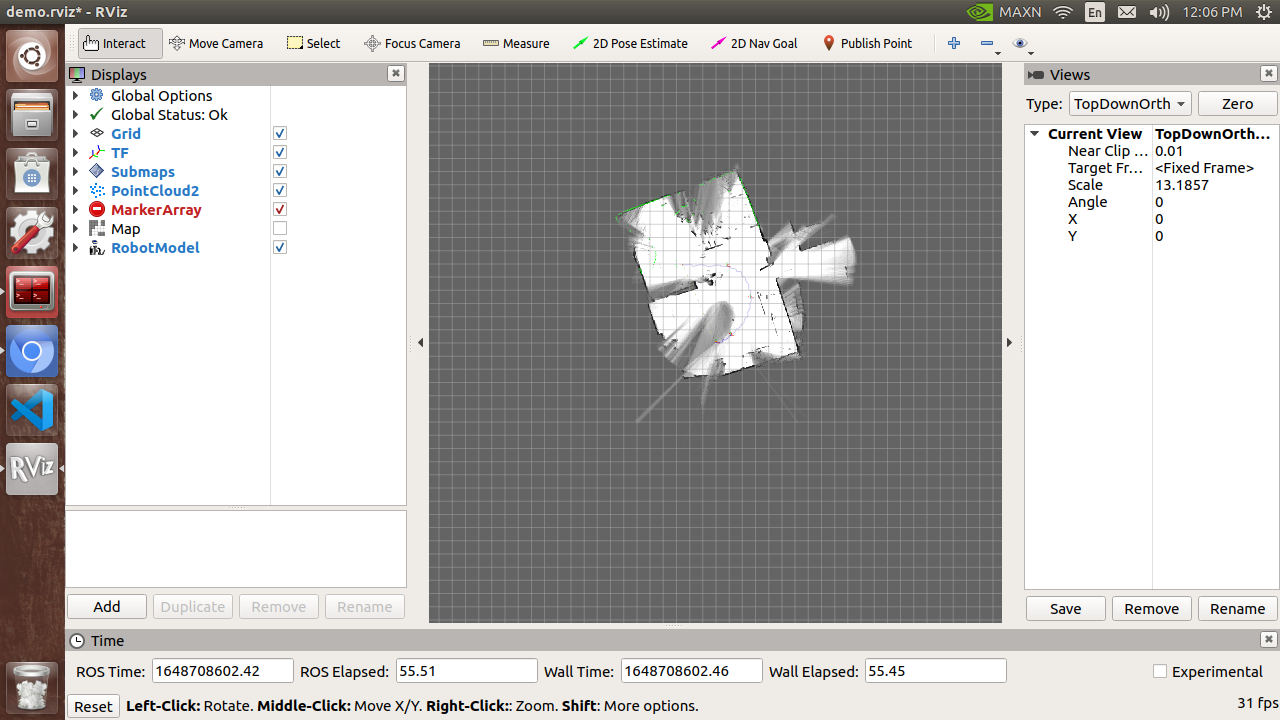 demo.rviz* - RViz
MAXN
En
12:06 PM
Interact
Move Camera
Select
Focus Camera
Measure
2D Pose Estimate
2D Nav Goal
Publish Point
Displays
Global Options
Global Status: Ok
Grid
TF
Submaps
PointCloud2
MarkerArray
Map
RobotModel
Add
Duplicate
Remove
Rename
Views
Type:
TopDownOrth
Zero
Current View TopDownOrth...
Near Clip ... 0.01
Target Fr... <Fixed Frame>
Scale 13.1857
Angle 0
X 0
Y 0
Save
Remove
Rename
RViz
Time
ROS Time: 1648708602.42 ROS Elapsed: 55.51 Wall Time: 1648708602.46 Wall Elapsed: 55.45 Experimental
Reset Left-Click: Rotate. Middle-Click: Move X/Y. Right-Click:: Zoom. Shift: More options. 31 fps